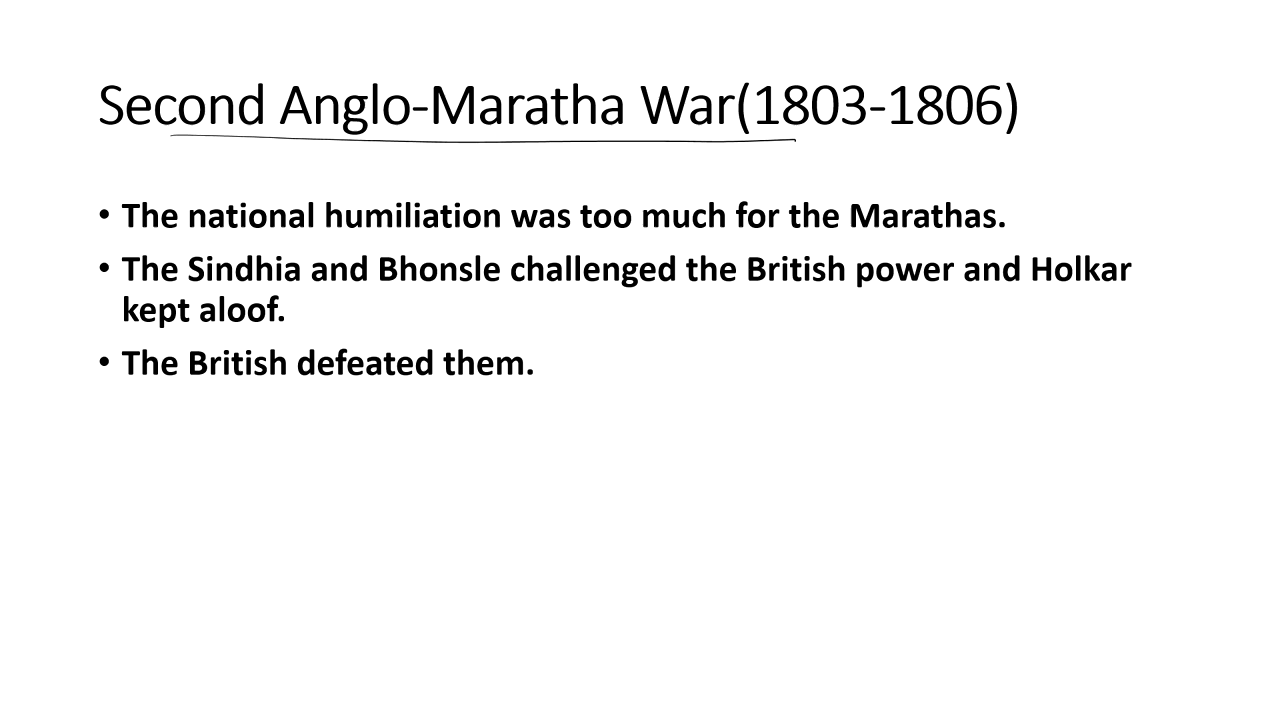 Second Anglo-Maratha War(1803-1806)
• The national humiliation was too much for the Marathas.
• The Sindhia and Bhonsle challenged the British power and Holkar
kept aloof.
• The British defeated them.